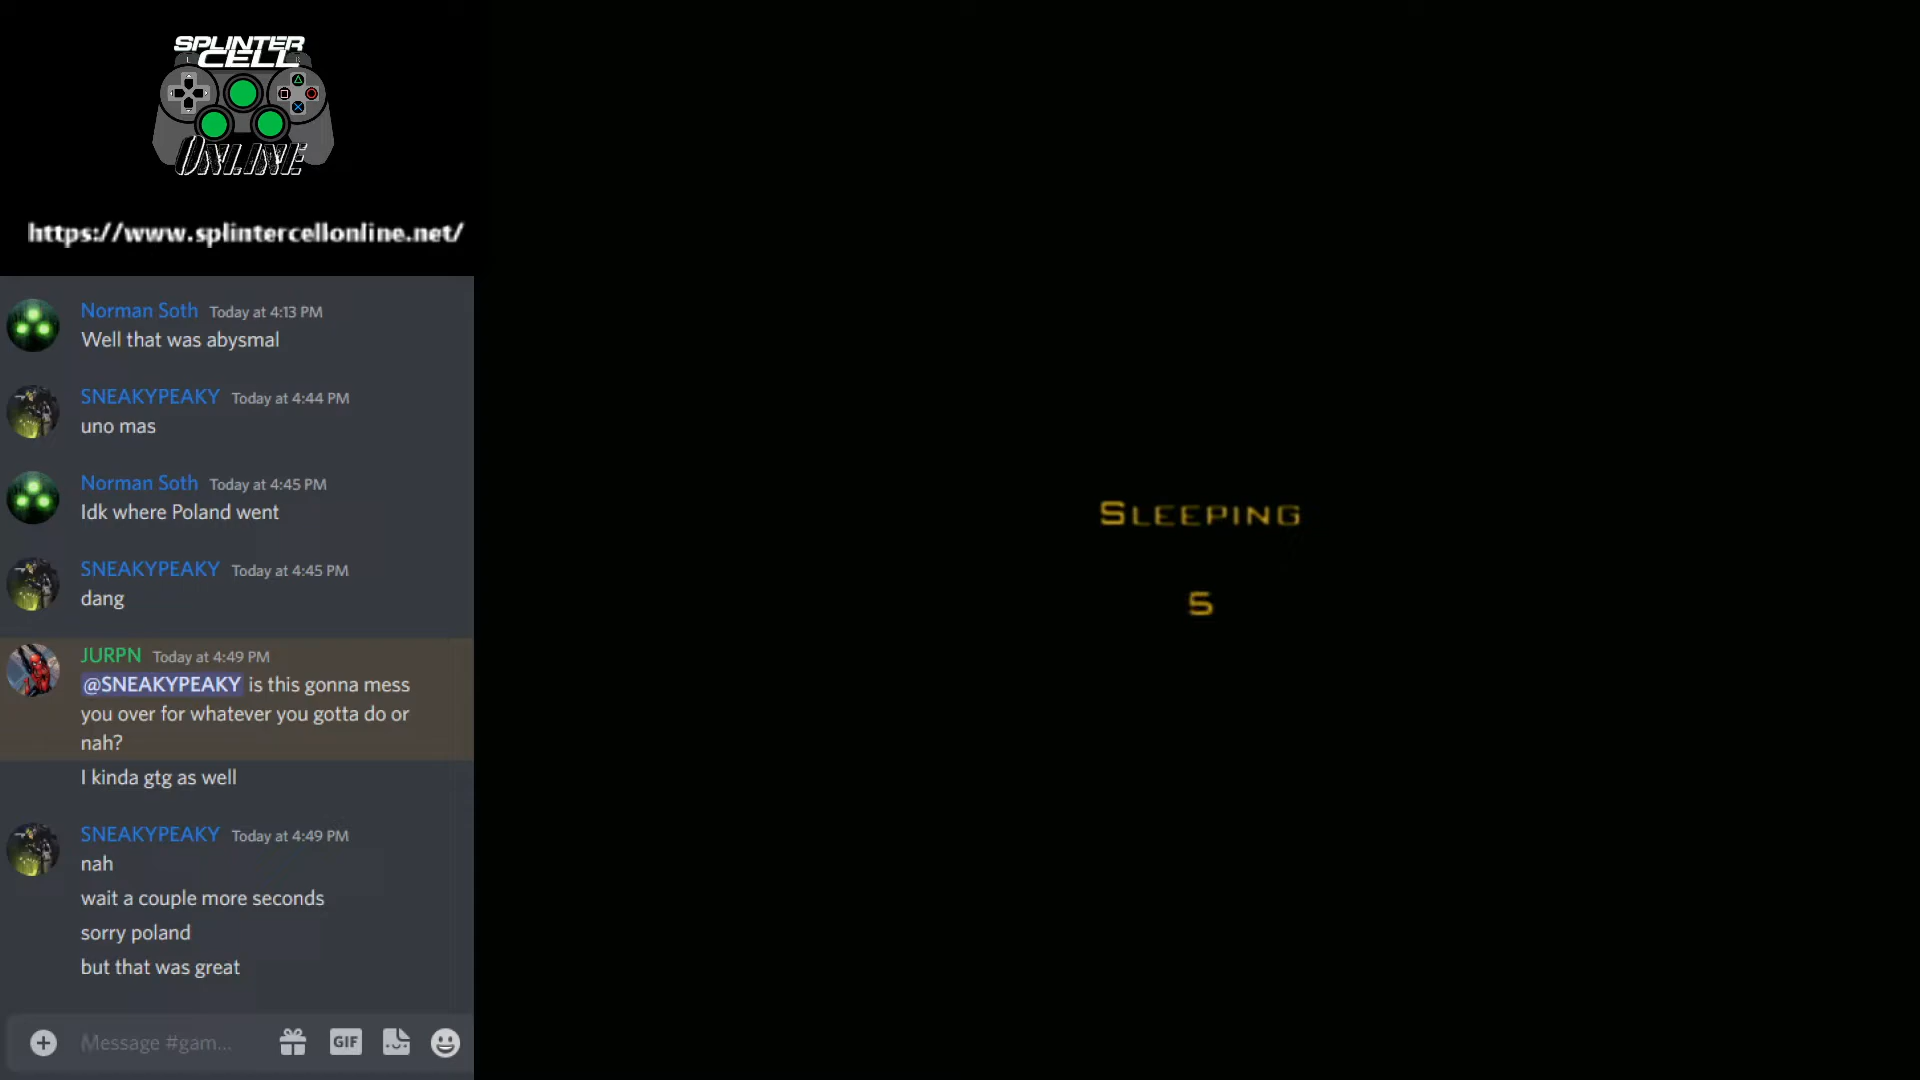 SPLINTER
CELL
ONLINE
https://www.splintercellonline.net/
Norman Soth Today at 4:13 PM
Well that was abysmal
SNEAKYPEAKY Today at 4:44 PM
uno mas
Norman Soth Today at 4:45 PM
Idk where Poland went
SNEAKYPEAKY Today at 4:45 PM
dang
JURPN Today at 4:49 PM
@SNEAKYPEAKY is this gonna mess
you over for whatever you gotta do or
nah?
I kinda gtg as well
SNEAKYPEAKY Today at 4:49 PM
nah
wait a couple more seconds
sorry poland
but that was great
Message #gam...
GIF
SLEEPING
5